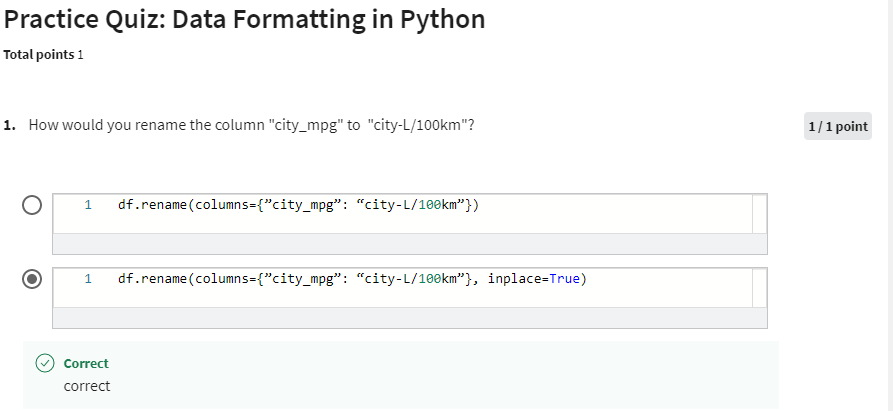 Practice Quiz: Data Formatting in Python
Total points 1
1. How would you rename the column "city_mpg" to "city-L/100km"?
1 / 1 point
1 df.rename(columns={”city_mpg”: “city-L/100km”})
1 df.rename(columns={”city_mpg”: “city-L/100km”}, inplace=True)
Correct
correct